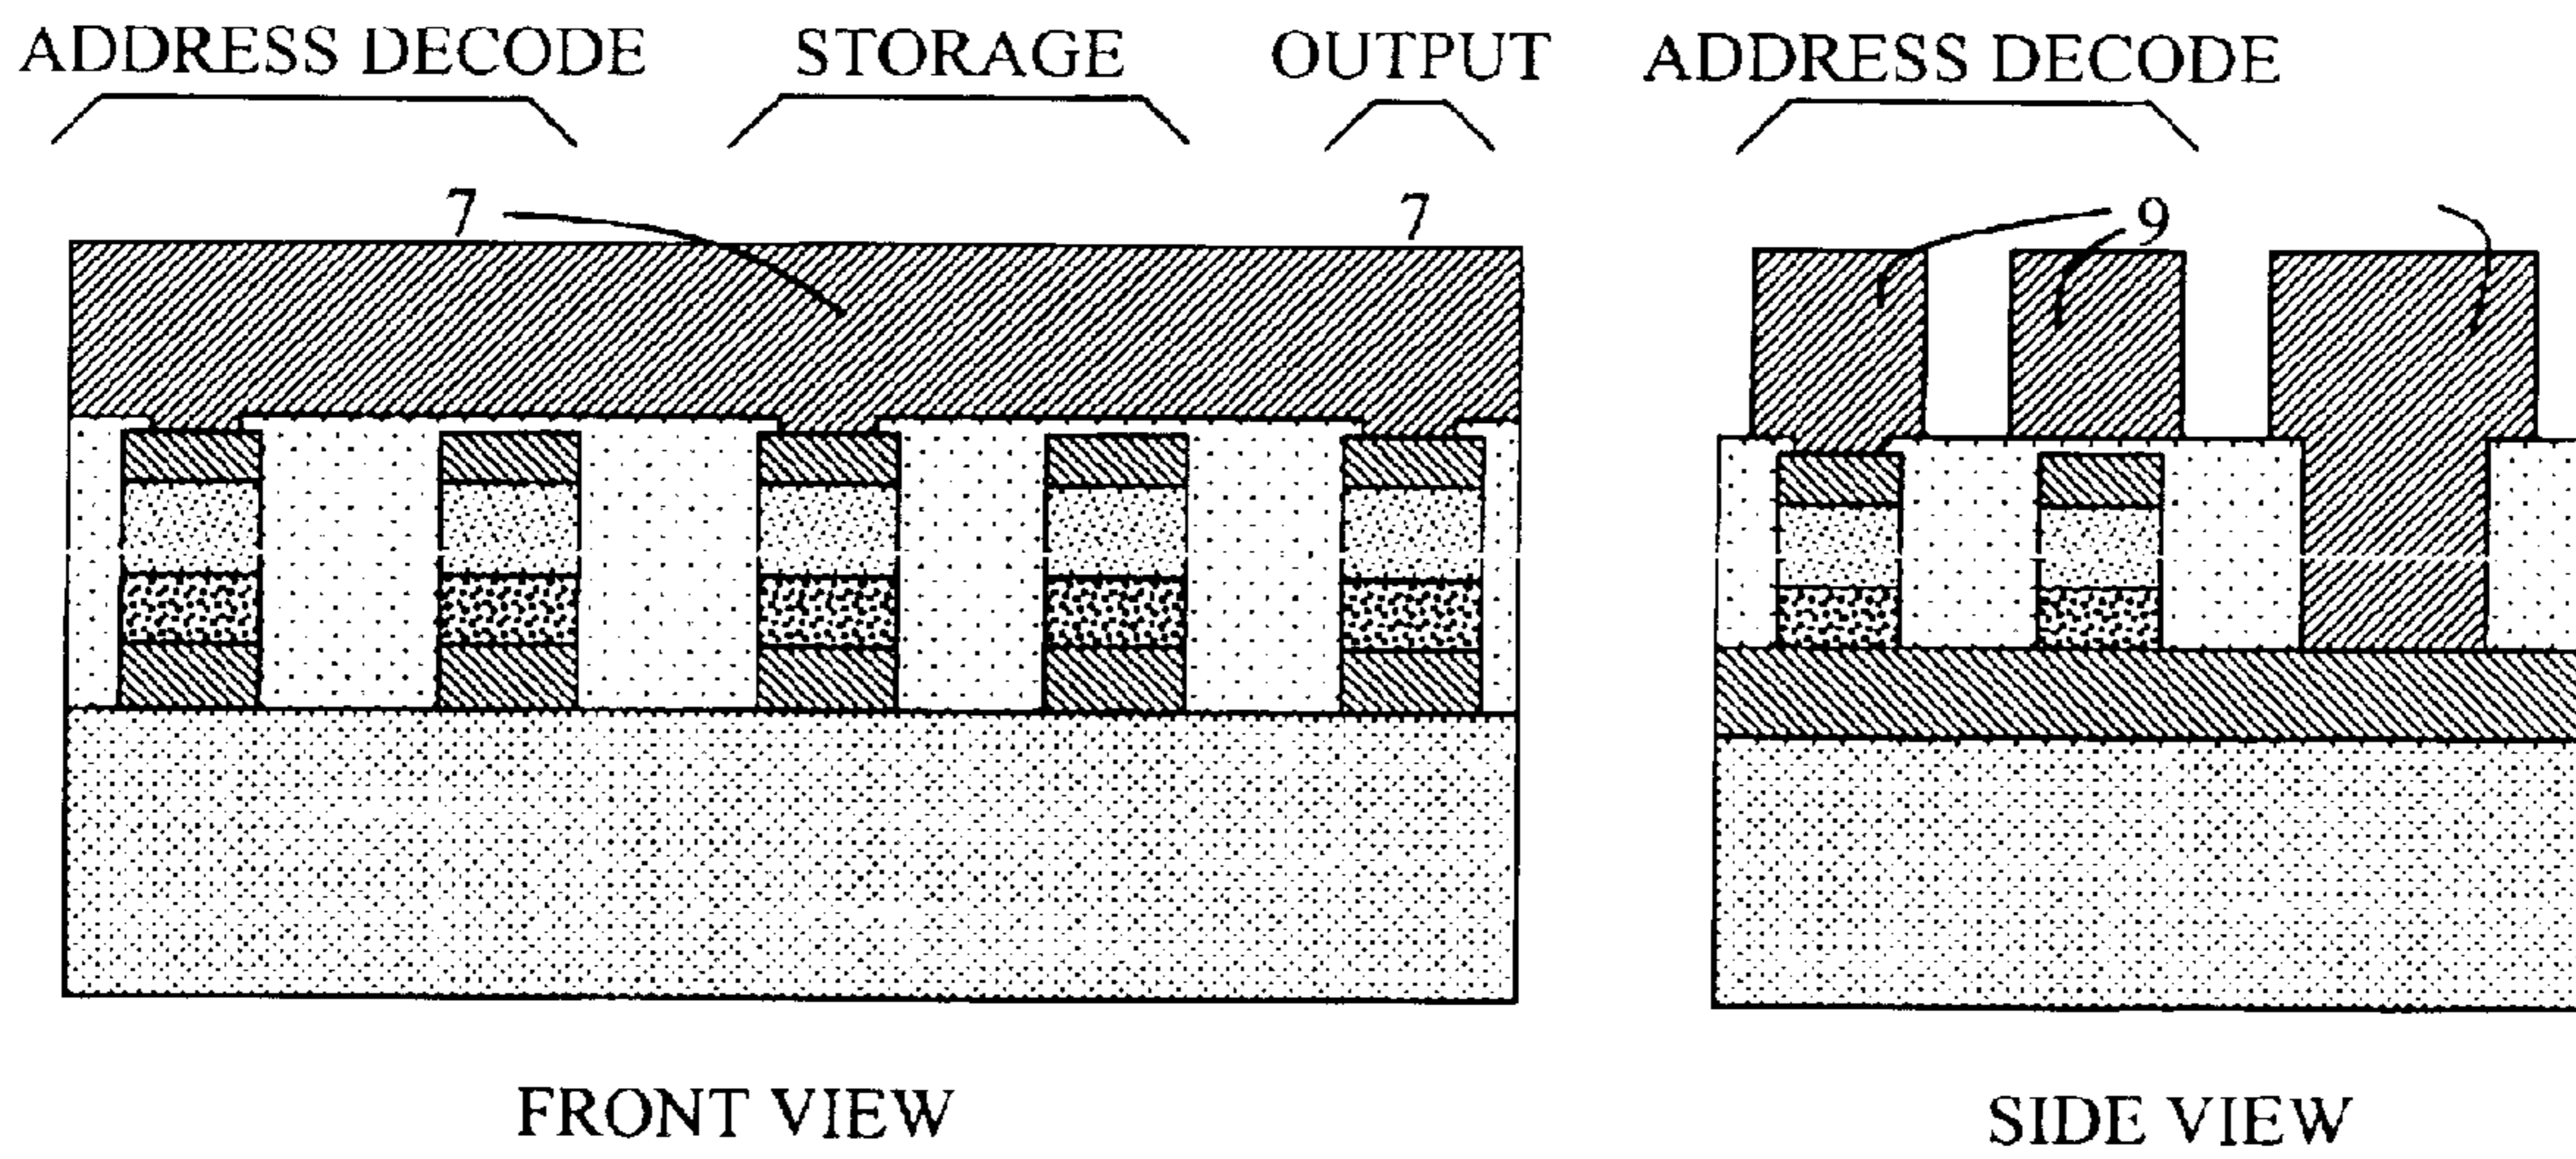 ADDRESS DECODE STORAGE OUTPUT ADDRESS DECODE
7 7 9
FRONT VIEW SIDE VIEW